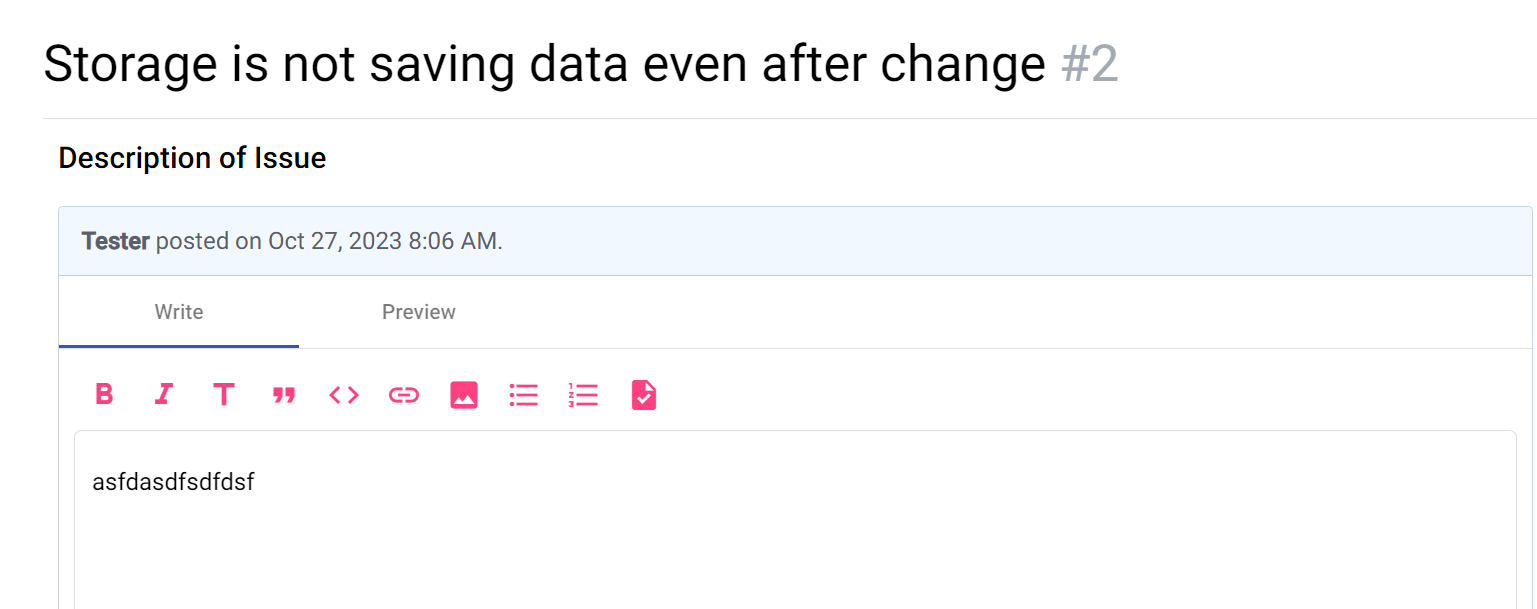 Storage is not saving data even after change #2
Description of Issue
Tester posted on Oct 27, 2023 8:06 AM.
Write Preview
asfdasdfsdfdsf